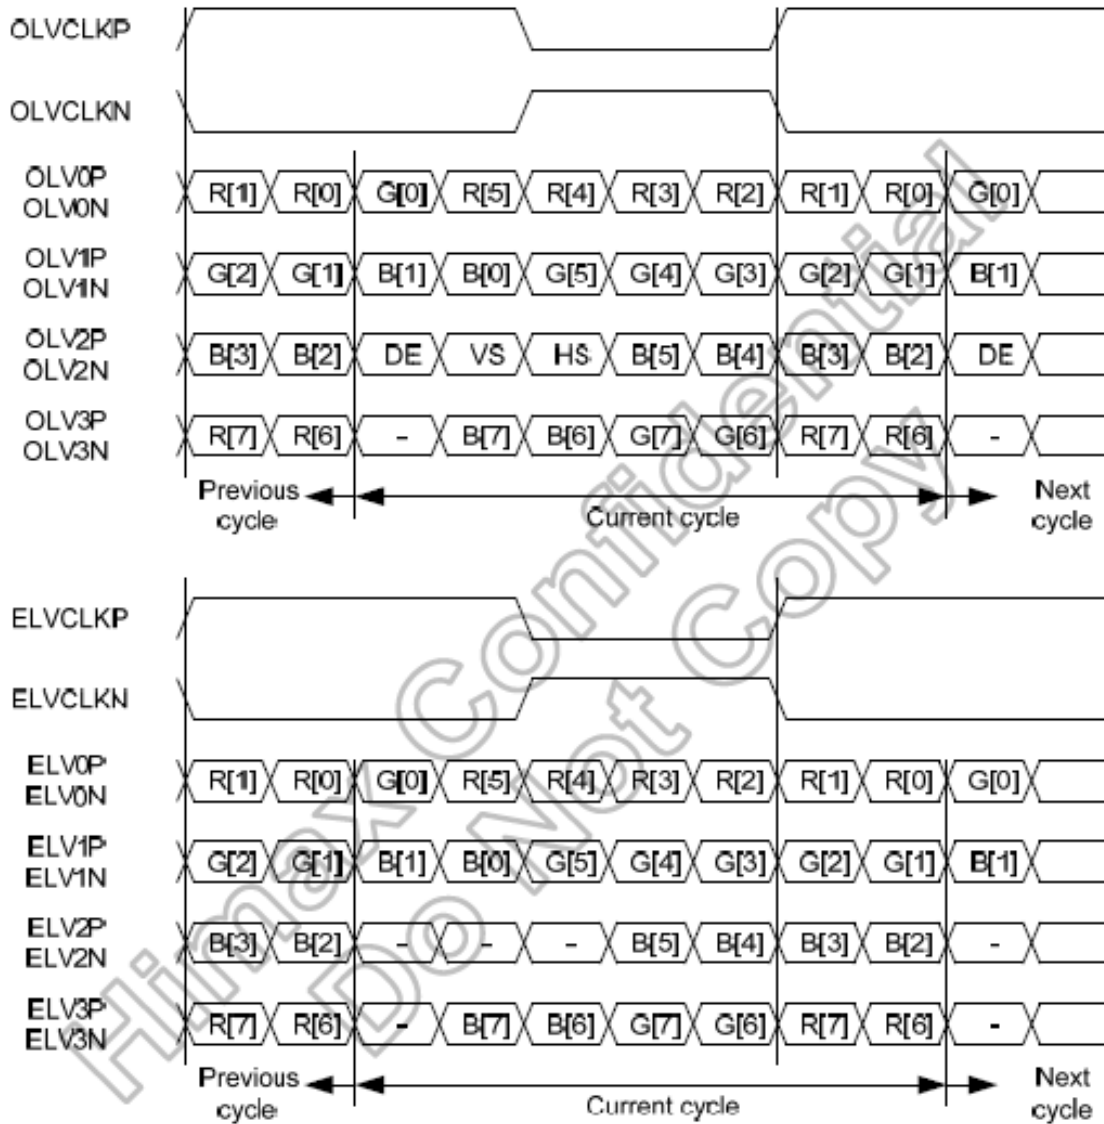 OLVCLKP
OLVCLKN
OLV0P
OLV0N
R[1] R[0] G[0] R[5] R[4] R[3] R[2] R[1] R[0] G[0]
OLV1P
OLV1N
G[2] G[1] B[1] B[0] G[5] G[4] G[3] G[2] G[1] B[1]
OLV2P
OLV2N
B[3] B[2] DE VS HS B[5] B[4] B[3] B[2] DE
OLV3P
OLV3N
R[7] R[6] - B[7] B[6] G[7] G[6] R[7] R[6] -
Previous cycle
Current cycle
Next cycle
ELVCLKP
ELVCLKN
ELV0P
ELV0N
R[1] R[0] G[0] R[5] R[4] R[3] R[2] R[1] R[0] G[0]
ELV1P
ELV1N
G[2] G[1] B[1] B[0] G[5] G[4] G[3] G[2] G[1] B[1]
ELV2P
ELV2N
B[3] B[2] - - - B[5] B[4] B[3] B[2] -
ELV3P
ELV3N
R[7] R[6] - B[7] B[6] G[7] G[6] R[7] R[6] -
Previous cycle
Current cycle
Next cycle
Himax Confidential
Do Not Copy